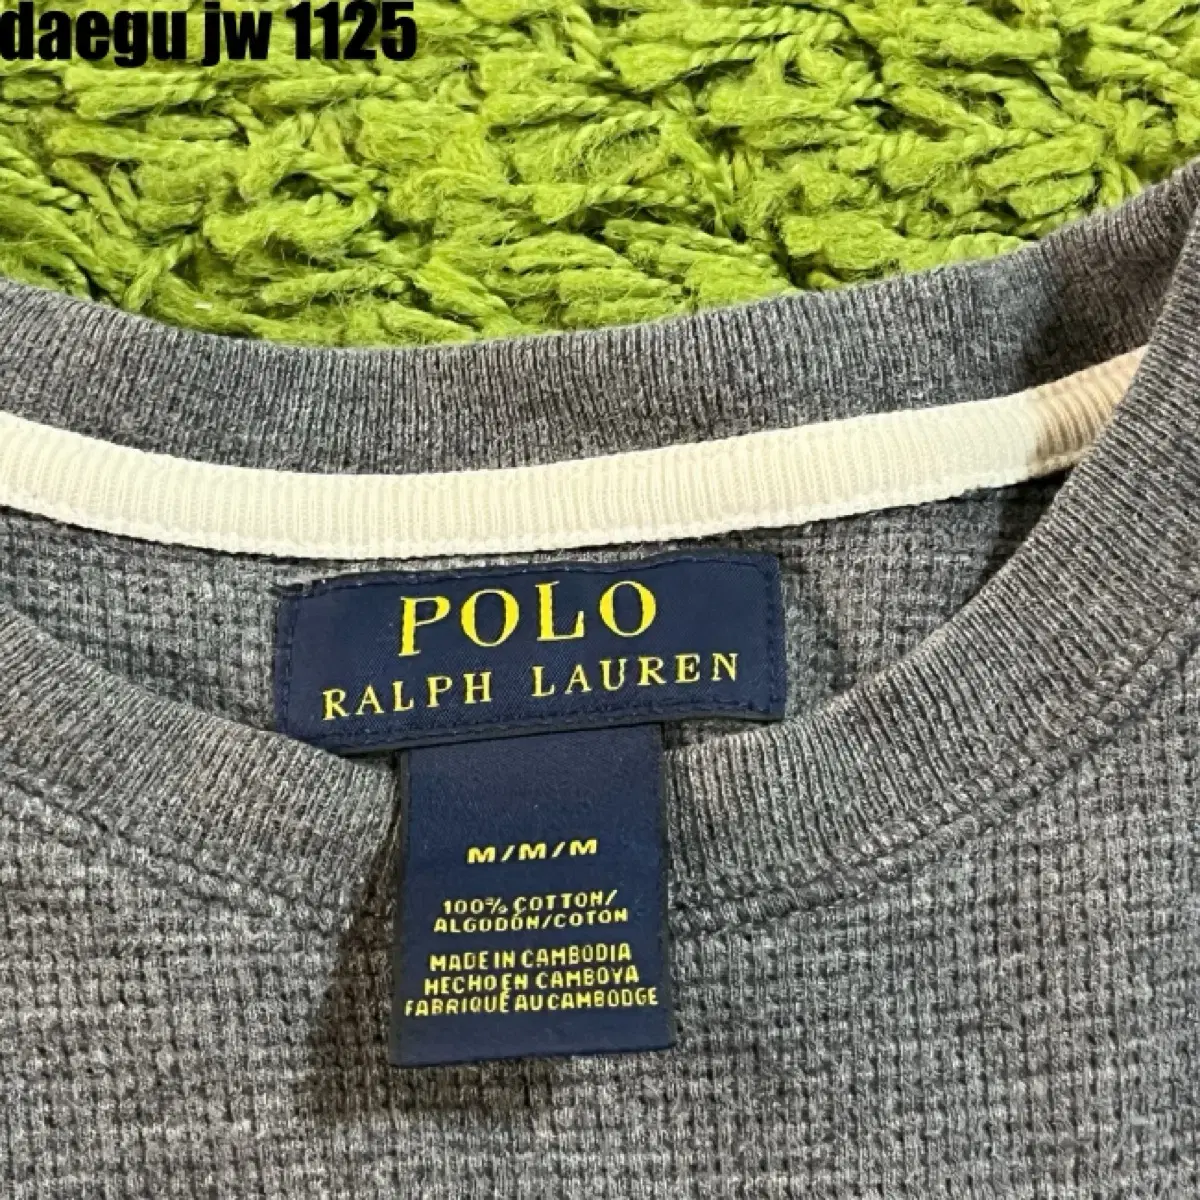 daegu jw 1125
POLO
RALPH LAUREN
M/M/M
100% COTTON/
ALGODÓN/COTON
MADE IN CAMBODIA
HECHO EN CAMBOYA
FABRIQUÉ AU CAMBODGE